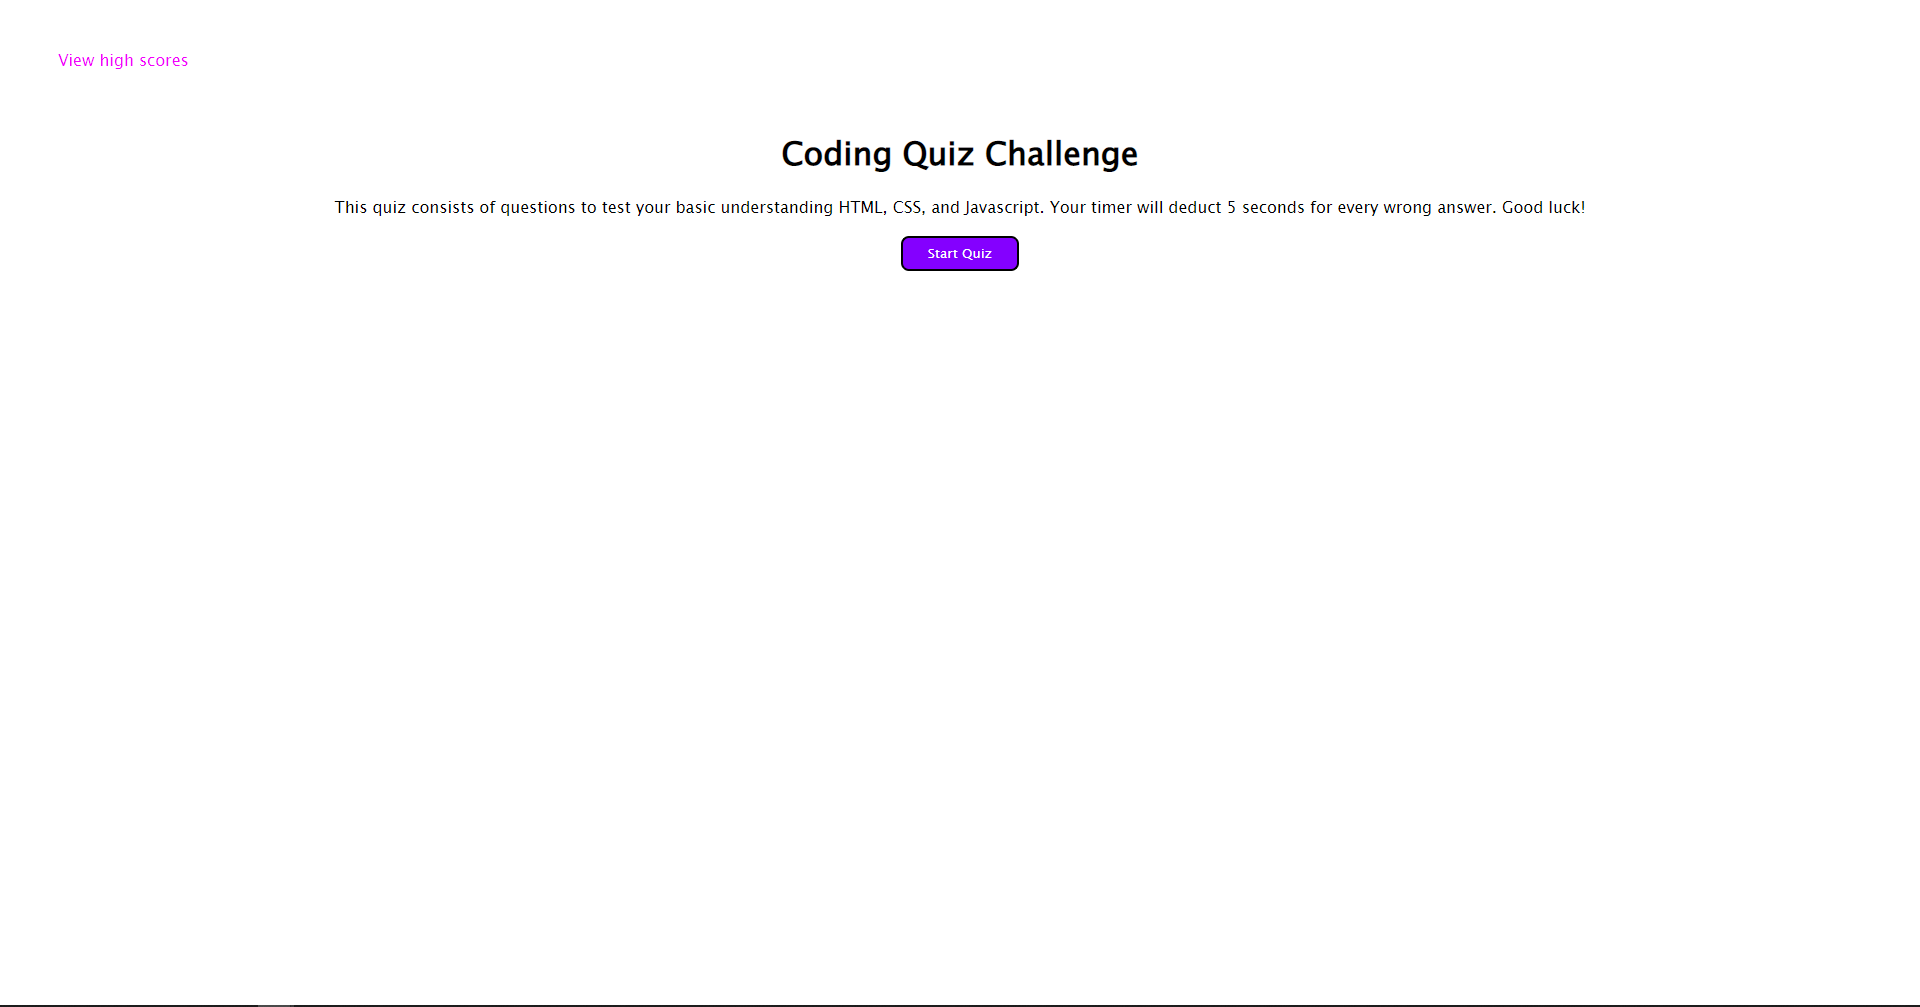 View high scores
Coding Quiz Challenge
This quiz consists of questions to test your basic understanding HTML, CSS, and Javascript. Your timer will deduct 5 seconds for every wrong answer. Good luck!
Start Quiz